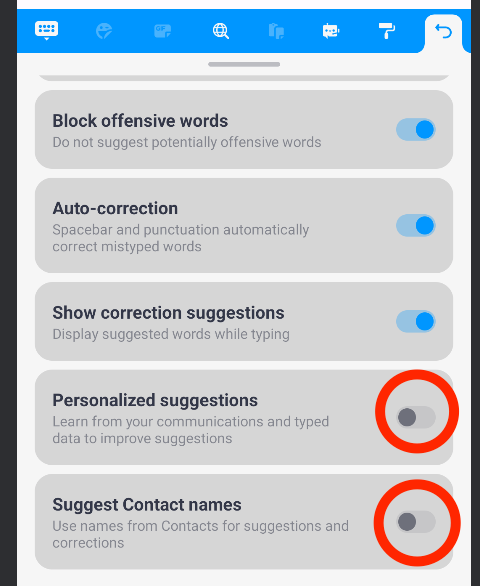 Block offensive words
Do not suggest potentially offensive words
Auto-correction
Spacebar and punctuation automatically
correct mistyped words
Show correction suggestions
Display suggested words while typing
Personalized suggestions
Learn from your communications and typed
data to improve suggestions
Suggest Contact names
Use names from Contacts for suggestions and
corrections